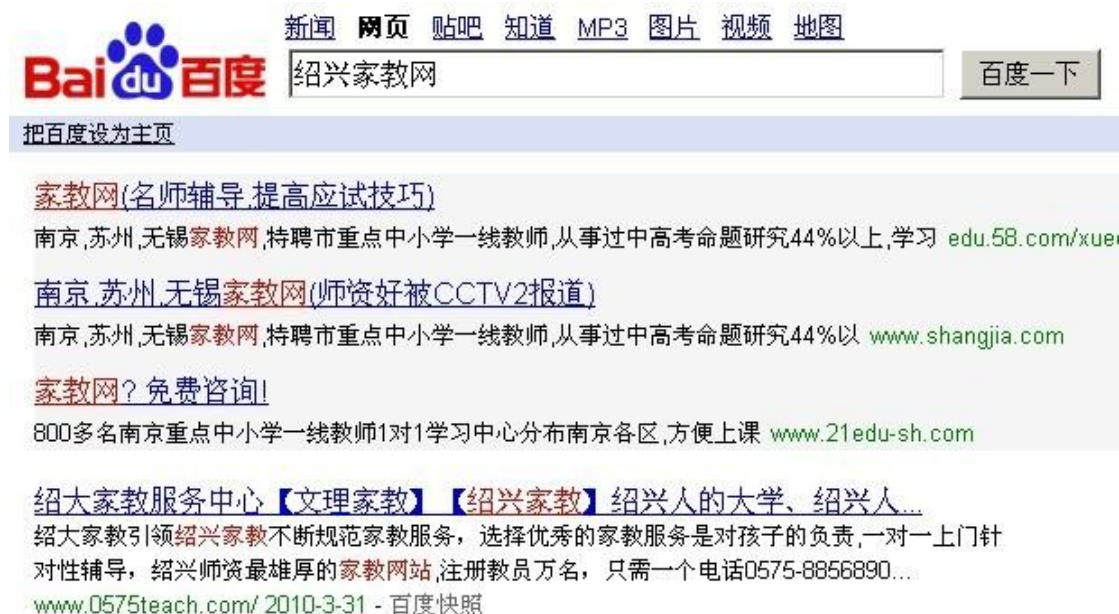 新闻 网页 贴吧 知道 MP3 图片 视频 地图
Baidu百度 绍兴家教网 百度一下
把百度设为主页
家教网(名师辅导,提高应试技巧)
南京,苏州,无锡家教网,特聘市重点中小学一线教师,从事过中高考命题研究44%以上,学习 edu.58.com/xue
南京,苏州,无锡家教网(师资好被CCTV2报道)
南京,苏州,无锡家教网,特聘市重点中小学一线教师,从事过中高考命题研究44%以 www.shangjia.com
家教网? 免费咨询!
800多名南京重点中小学一线教师1对1学习中心分布南京各区,方便上课 www.21edu-sh.com
绍大家教服务中心【文理家教】【绍兴家教】绍兴人的大学、绍兴人...
绍大家教引领绍兴家教不断规范家教服务，选择优秀的家教服务是对孩子的负责,一对一上门针
对性辅导，绍兴师资最雄厚的家教网站,注册教员万名，只需一个电话0575-8856890...
www.0575teach.com/ 2010-3-31 - 百度快照